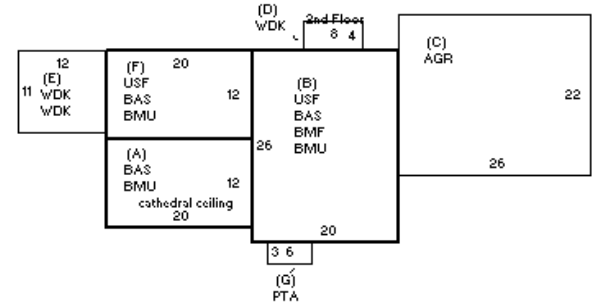 (D)
WDK
2nd Floor
8 4
(C)
AGR
22
26
12
(E)
11 WDK
WDK
(F) 20
USF
BAS 12
BMU
(B)
USF
BAS
BMF
BMU
26
20
(A)
BAS
BMU 12
cathedral ceiling
20
3 6
(G)
PTA